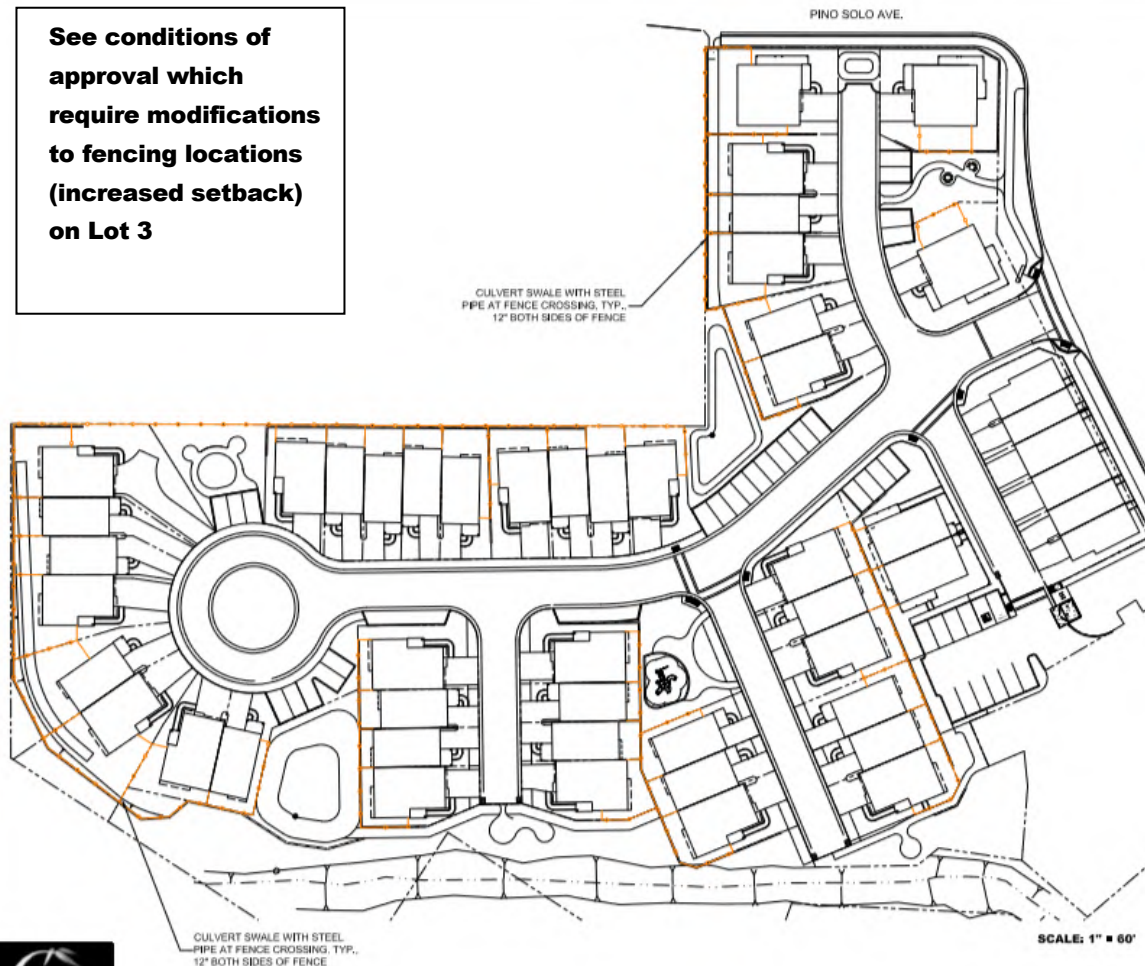 See conditions of
approval which
require modifications
to fencing locations
(increased setback)
on Lot 3
PINO SOLO AVE.
CULVERT SWALE WITH STEEL
PIPE AT FENCE CROSSING, TYP.,
12" BOTH SIDES OF FENCE
CULVERT SWALE WITH STEEL
PIPE AT FENCE CROSSING, TYP.,
12" BOTH SIDES OF FENCE
SCALE: 1" = 60'